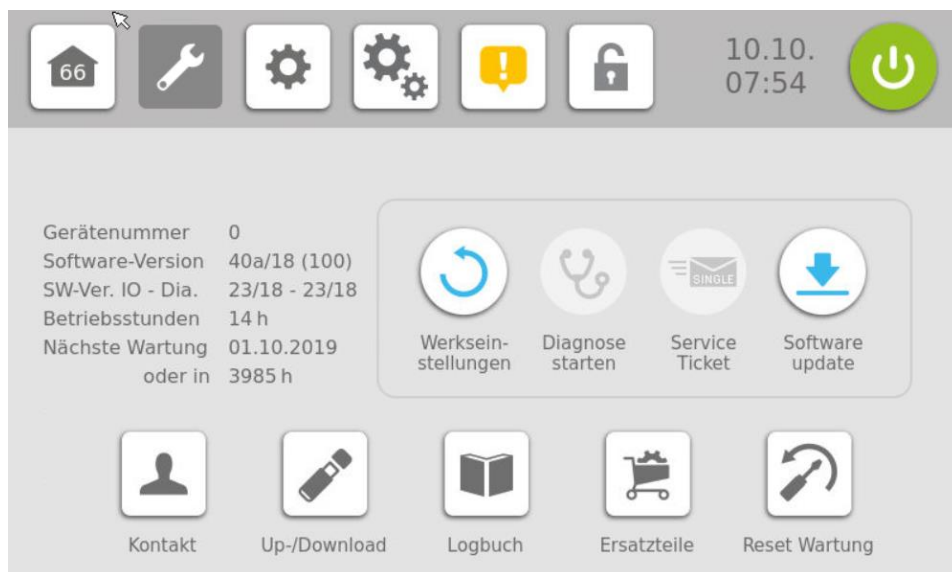 66
10.10.
07:54
Gerätenummer 0
Software-Version 40a/18 (100)
SW-Ver. IO - Dia. 23/18 - 23/18
Betriebsstunden 14 h
Nächste Wartung 01.10.2019
oder in 3985 h
SINGLE
Werksein-
stellungen
Diagnose
starten
Service
Ticket
Software
update
Kontakt
Up-/Download
Logbuch
Ersatzteile
Reset Wartung